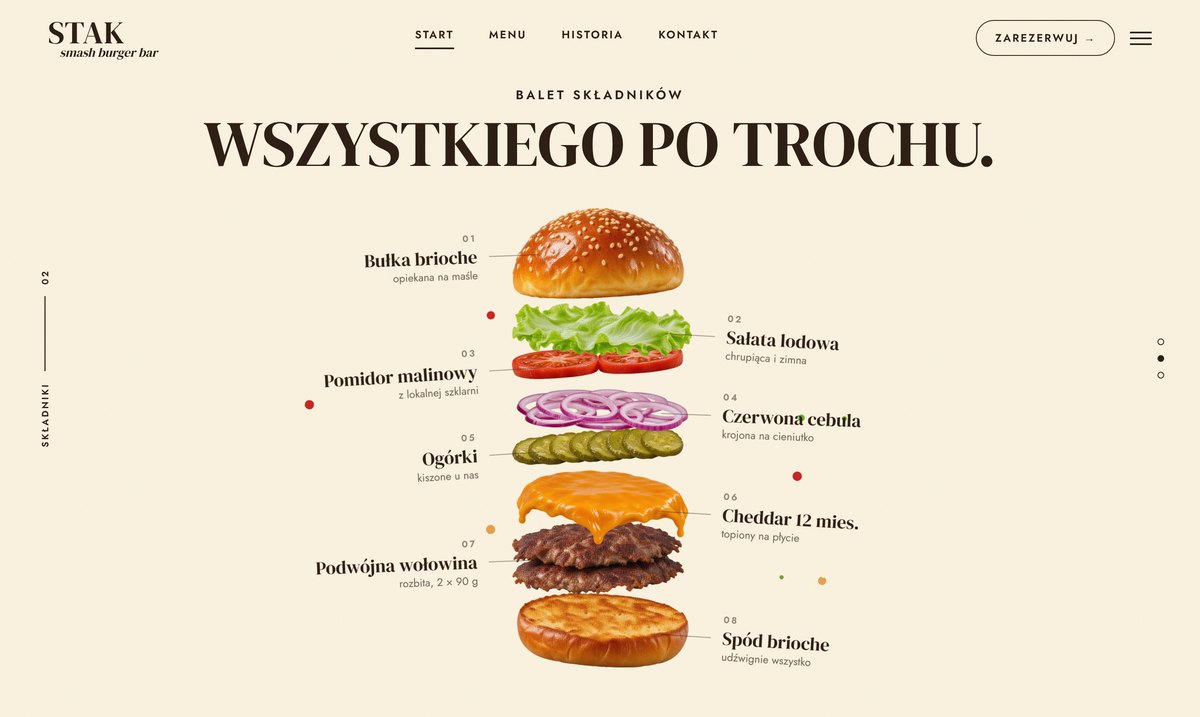 STAK
smash burger bar
START
MENU
HISTORIA
KONTAKT
ZAREZERWUJ →
BALET SKŁADNIKÓW
WSZYSTKIEGO PO TROCHU.
01
Bułka brioche
opiekana na maśle
02
Sałata lodowa
chrupiąca i zimna
03
Pomidor malinowy
z lokalnej szklarni
04
Czerwona cebula
krojona na cieniutko
05
Ogórki
kiszone u nas
06
Cheddar 12 mies.
topiony na płycie
07
Podwójna wołowina
rozbita, 2 × 90 g
08
Spód brioche
udźwignie wszystko
SKŁADNIKI
02